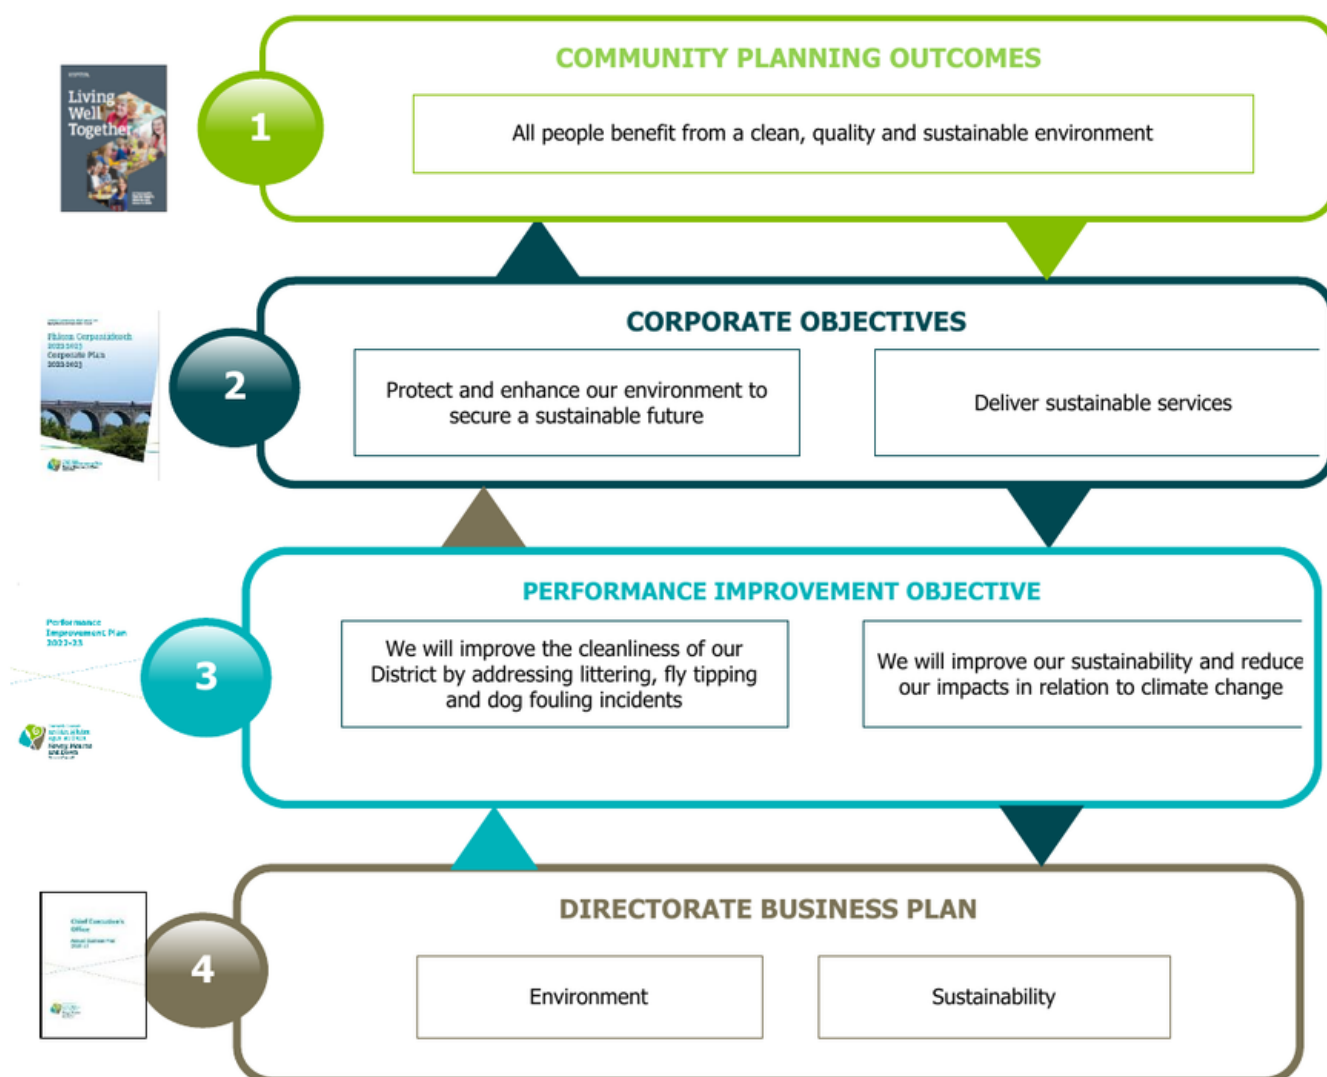 COMMUNITY PLANNING OUTCOMES
Living
Well
Together
1
All people benefit from a clean, quality and sustainable environment
CORPORATE OBJECTIVES
Corporate Plan
2
Protect and enhance our environment to
secure a sustainable future
Deliver sustainable services
PERFORMANCE IMPROVEMENT OBJECTIVE
Performance
Improvement Plan
2022-23
3
We will improve the cleanliness of our
District by addressing littering, fly tipping
and dog fouling incidents
We will improve our sustainability and reduce
our impacts in relation to climate change
DIRECTORATE BUSINESS PLAN
Chief Executive's
Office
4
Environment
Sustainability